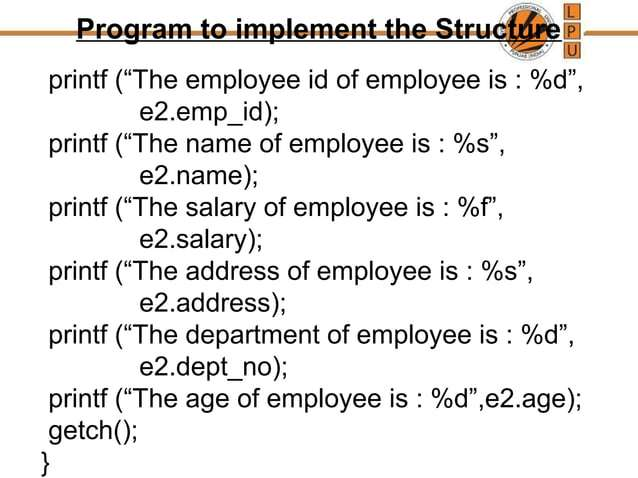 Program to implement the Structure
L
P
U
printf (“The employee id of employee is : %d”,
e2.emp_id);
printf (“The name of employee is : %s”,
e2.name);
printf (“The salary of employee is : %f”,
e2.salary);
printf (“The address of employee is : %s”,
e2.address);
printf (“The department of employee is : %d”,
e2.dept_no);
printf (“The age of employee is : %d”,e2.age);
getch();
}